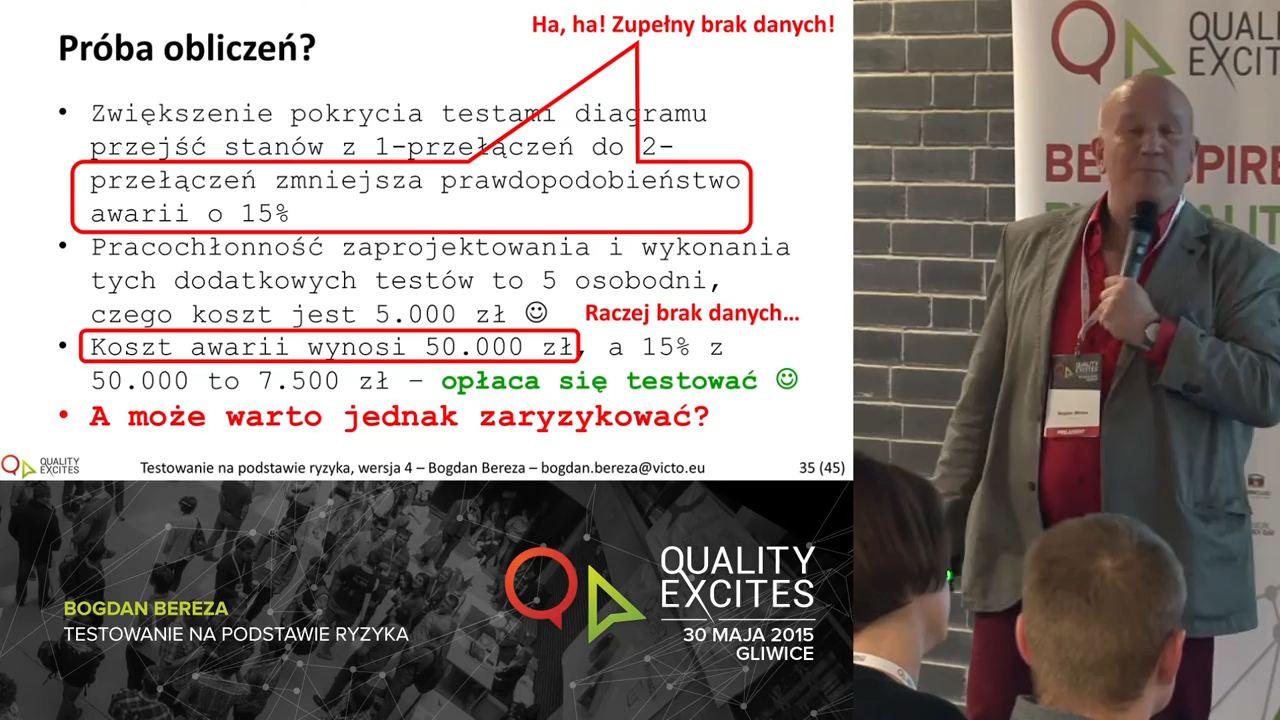 Ha, ha! Zupełny brak danych!
Próba obliczeń?
• Zwiększenie pokrycia testami diagramu
przejść stanów z 1-przełączeń do 2-
przełączeń zmniejsza prawdopodobieństwo
awarii o 15%
• Pracochłonność zaprojektowania i wykonania
tych dodatkowych testów to 5 osobodni,
czego koszt jest 5.000 zł ☺
Raczej brak danych…
• Koszt awarii wynosi 50.000 zł, a 15% z
50.000 to 7.500 zł – opłaca się testować ☺
• A może warto jednak zaryzykować?
QUALITY
EXCITES
Testowanie na podstawie ryzyka, wersja 4 – Bogdan Bereza – bogdan.bereza@victo.eu
35 (45)
BOGDAN BEREZA
TESTOWANIE NA PODSTAWIE RYZYKA
QUALITY
EXCITES
30 MAJA 2015
GLIWICE
QUALITY
EXCITES